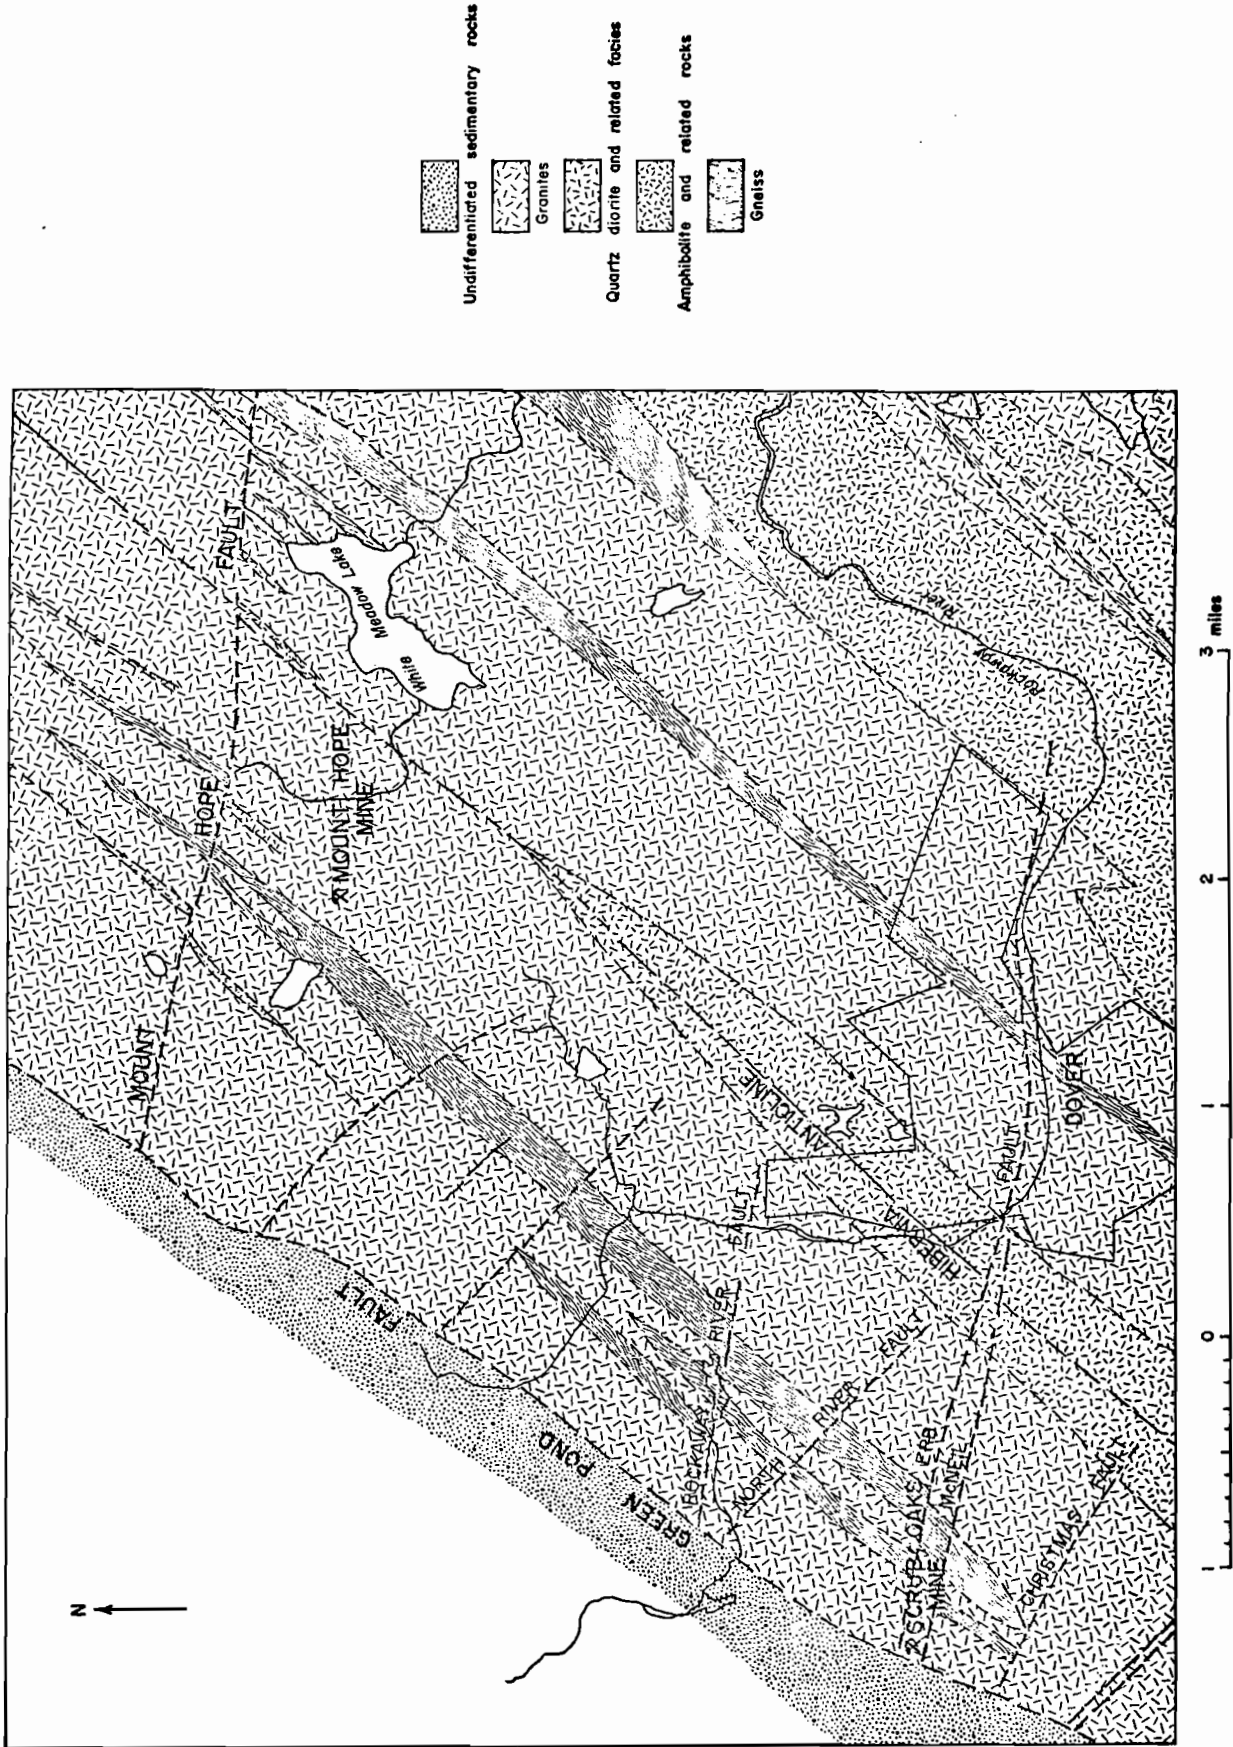 Undifferentiated sedimentary rocks
Granites
Quartz diorite and related facies
Amphibolite and related rocks
Gneiss
N
MOUNT HOPE FAULT
White Meadow Lake
MOUNT HOPE
MINE
GREEN POND FAULT
ROCKAWAY RIVER FAULT
NORTH RIVER FAULT
HIBERNIA ANTICLINE
Rockaway River
SCRUB OAKS
MINE
ERB
McNEIL
FAULT
CHRISTMAS FAULT
DOVER
1 0 1 2 3 miles